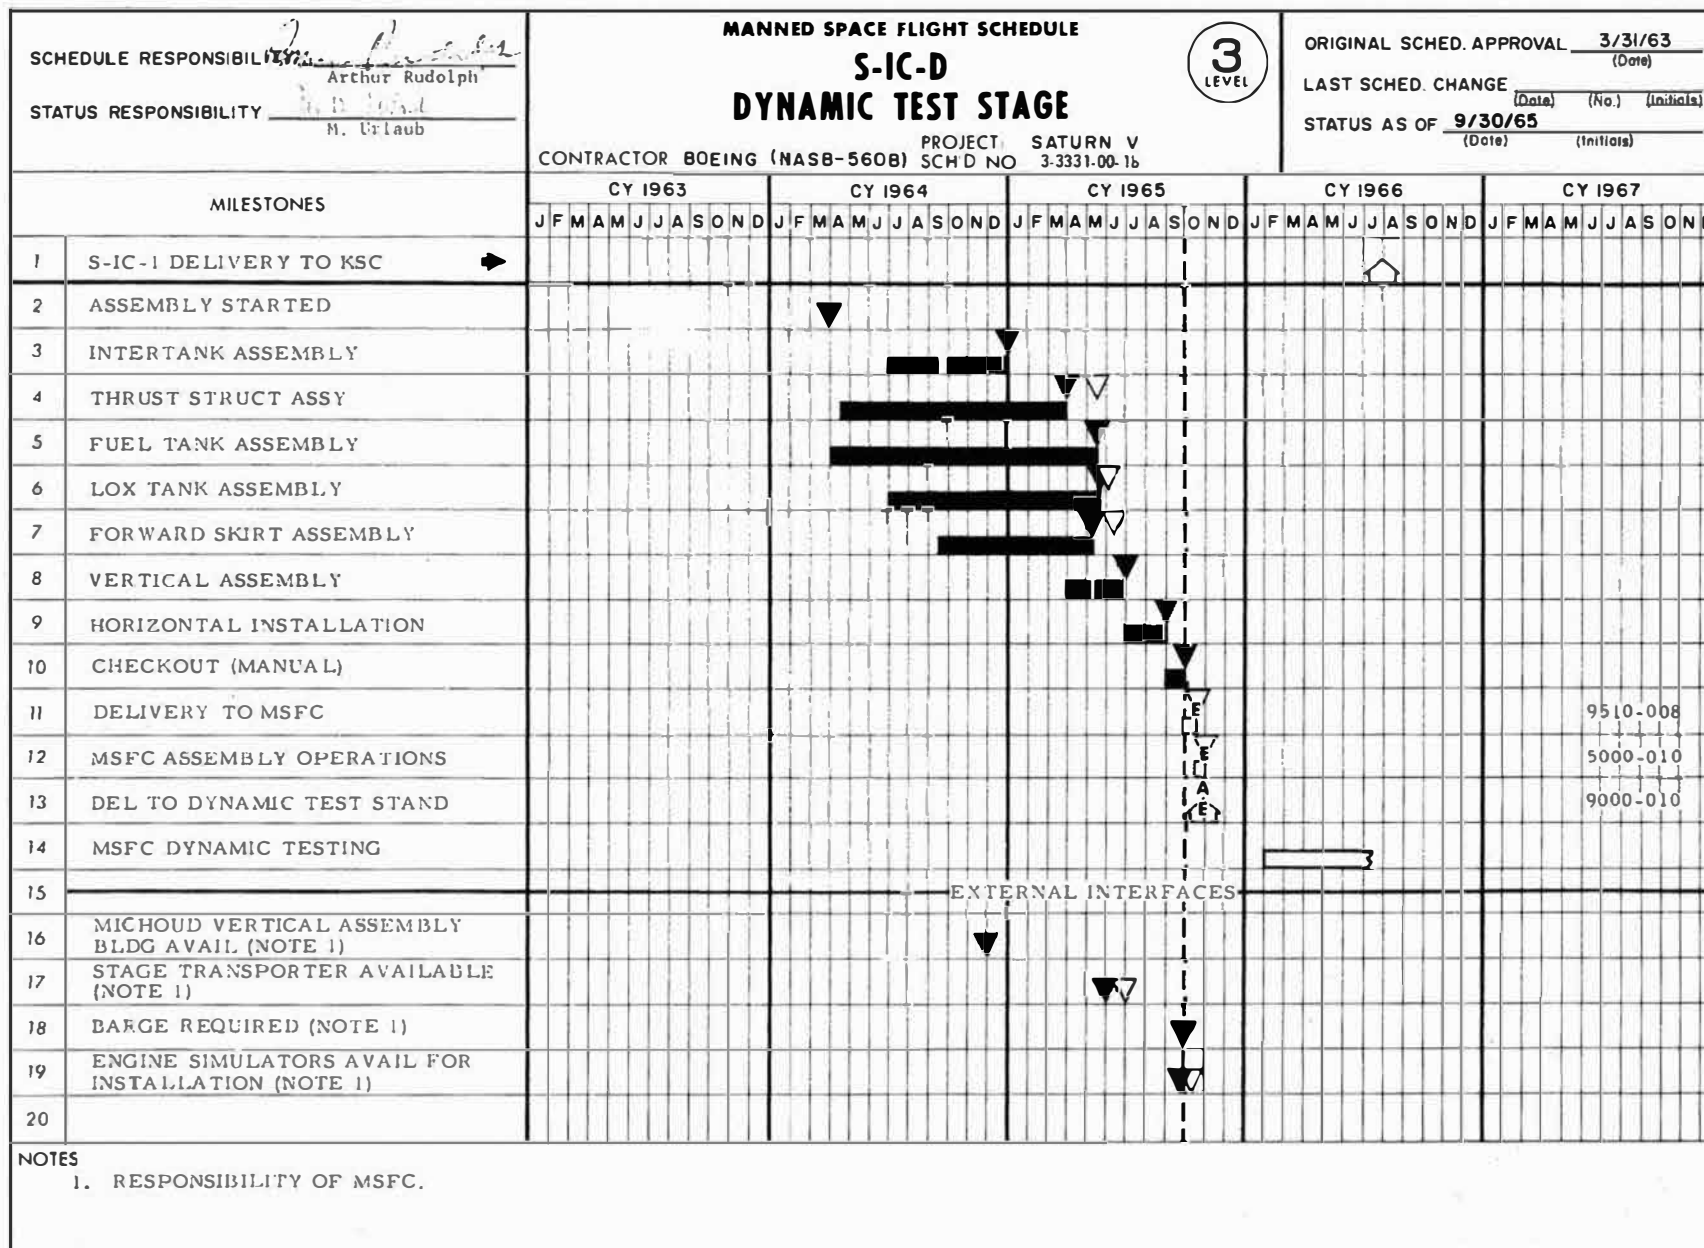 MANNED SPACE FLIGHT SCHEDULE
S-IC-D
DYNAMIC TEST STAGE
3
LEVEL
SCHEDULE RESPONSIBILI
Arthur Rudolph
STATUS RESPONSIBILITY
M. Urlaub
PROJECT SATURN V
CONTRACTOR BOEING (NASB-560B) SCH'D NO 3-3331-00-1b
ORIGINAL SCHED. APPROVAL 3/31/63
(Date)
LAST SCHED. CHANGE
(Date) (No.) (Initials)
STATUS AS OF 9/30/65
(Date) (Initials)
MILESTONES
CY 1963 CY 1964 CY 1965 CY 1966 CY 1967
J F M A M J J A S O N D J F M A M J J A S O N D J F M A M J J A S O N D J F M A M J J A S O N D J F M A M J J A S O N
1 S-IC-1 DELIVERY TO KSC
2 ASSEMBLY STARTED
3 INTERTANK ASSEMBLY
4 THRUST STRUCT ASSY
5 FUEL TANK ASSEMBLY
6 LOX TANK ASSEMBLY
7 FORWARD SKIRT ASSEMBLY
8 VERTICAL ASSEMBLY
9 HORIZONTAL INSTALLATION
10 CHECKOUT (MANUAL)
11 DELIVERY TO MSFC E 9510-008
12 MSFC ASSEMBLY OPERATIONS E 5000-010
13 DEL TO DYNAMIC TEST STAND A E 9000-010
14 MSFC DYNAMIC TESTING
15 EXTERNAL INTERFACES
16 MICHOUD VERTICAL ASSEMBLY
BLDG AVAIL (NOTE 1)
17 STAGE TRANSPORTER AVAILABLE
(NOTE 1)
18 BARGE REQUIRED (NOTE 1)
19 ENGINE SIMULATORS AVAIL FOR
INSTALLATION (NOTE 1)
20
NOTES
1. RESPONSIBILITY OF MSFC.